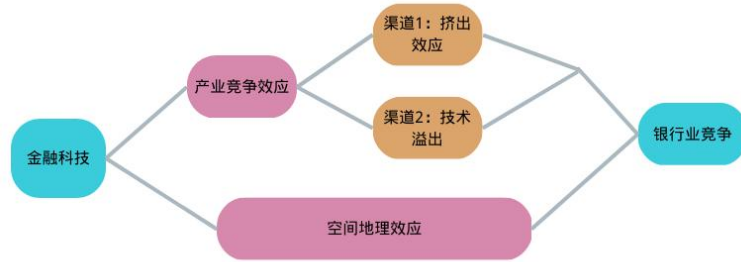 渠道1：挤出
效应
产业竞争效应
渠道2：技术
溢出
金融科技
银行业竞争
空间地理效应